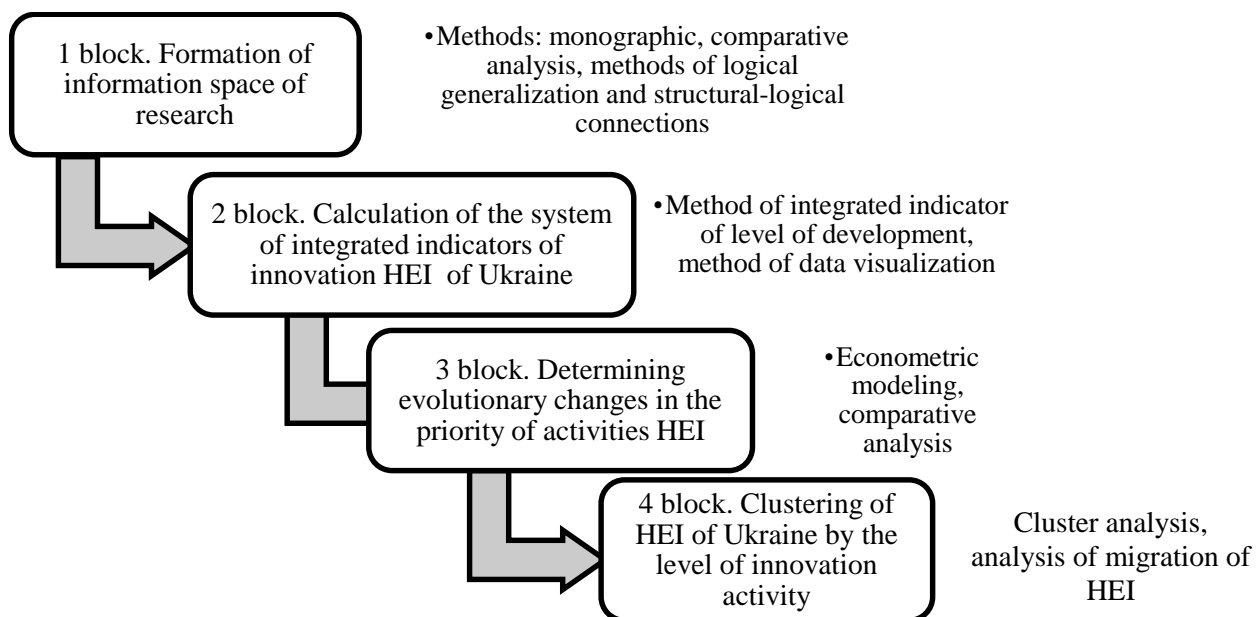 1 block. Formation of
information space of
research
•Methods: monographic, comparative
analysis, methods of logical
generalization and structural-logical
connections
2 block. Calculation of the system
of integrated indicators of
innovation HEI of Ukraine
•Method of integrated indicator
of level of development,
method of data visualization
3 block. Determining
evolutionary changes in the
priority of activities HEI
•Econometric
modeling,
comparative
analysis
4 block. Clustering of
HEI of Ukraine by the
level of innovation
activity
Cluster analysis,
analysis of migration of
HEI